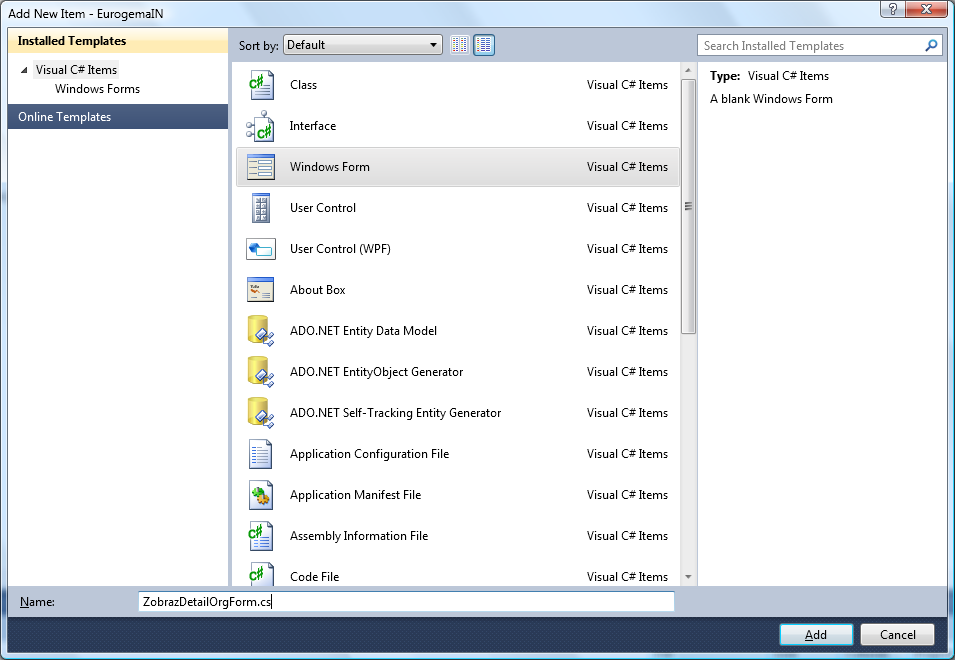 Add New Item - EurogemaIN
?
Installed Templates
Visual C# Items
Windows Forms
Online Templates
Sort by: Default
Search Installed Templates
Class Visual C# Items
Interface Visual C# Items
Windows Form Visual C# Items
User Control Visual C# Items
User Control (WPF) Visual C# Items
About Box Visual C# Items
ADO.NET Entity Data Model Visual C# Items
ADO.NET EntityObject Generator Visual C# Items
ADO.NET Self-Tracking Entity Generator Visual C# Items
Application Configuration File Visual C# Items
Application Manifest File Visual C# Items
Assembly Information File Visual C# Items
Code File Visual C# Items
Type: Visual C# Items
A blank Windows Form
Name: ZobrazDetailOrgForm.cs
Add Cancel